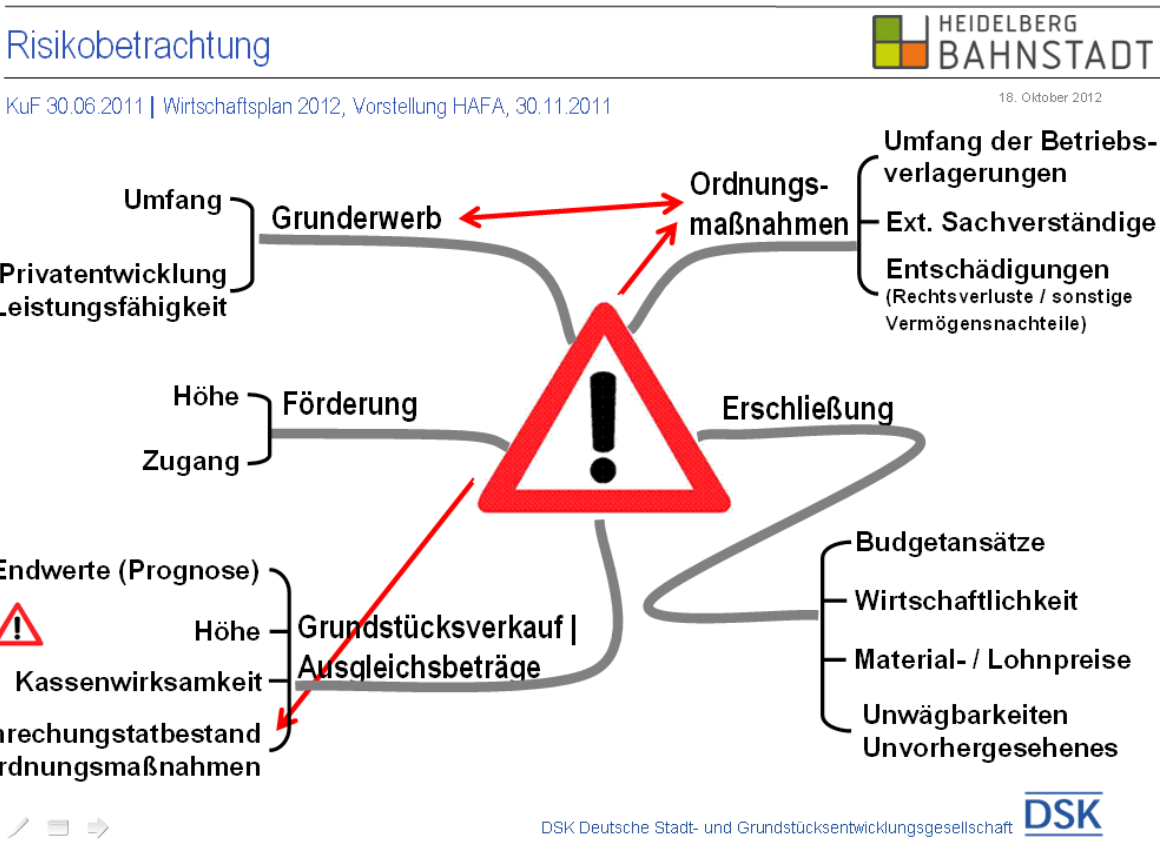 Risikobetrachtung
HEIDELBERG
BAHNSTADT
KuF 30.06.2011 | Wirtschaftsplan 2012, Vorstellung HAFA, 30.11.2011
18. Oktober 2012
Umfang
Privatentwicklung
Leistungsfähigkeit
Grunderwerb
Ordnungs-
maßnahmen
Umfang der Betriebs-
verlagerungen
Ext. Sachverständige
Entschädigungen
(Rechtsverluste / sonstige
Vermögensnachteile)
Höhe
Zugang
Förderung
!
Erschließung
Endwerte (Prognose)
!
Höhe
Kassenwirksamkeit
nrechungstatbestand
rdnungsmaßnahmen
Grundstücksverkauf |
Ausgleichsbeträge
Budgetansätze
Wirtschaftlichkeit
Material- / Lohnpreise
Unwägbarkeiten
Unvorhergesehenes
DSK Deutsche Stadt- und Grundstücksentwicklungsgesellschaft
DSK